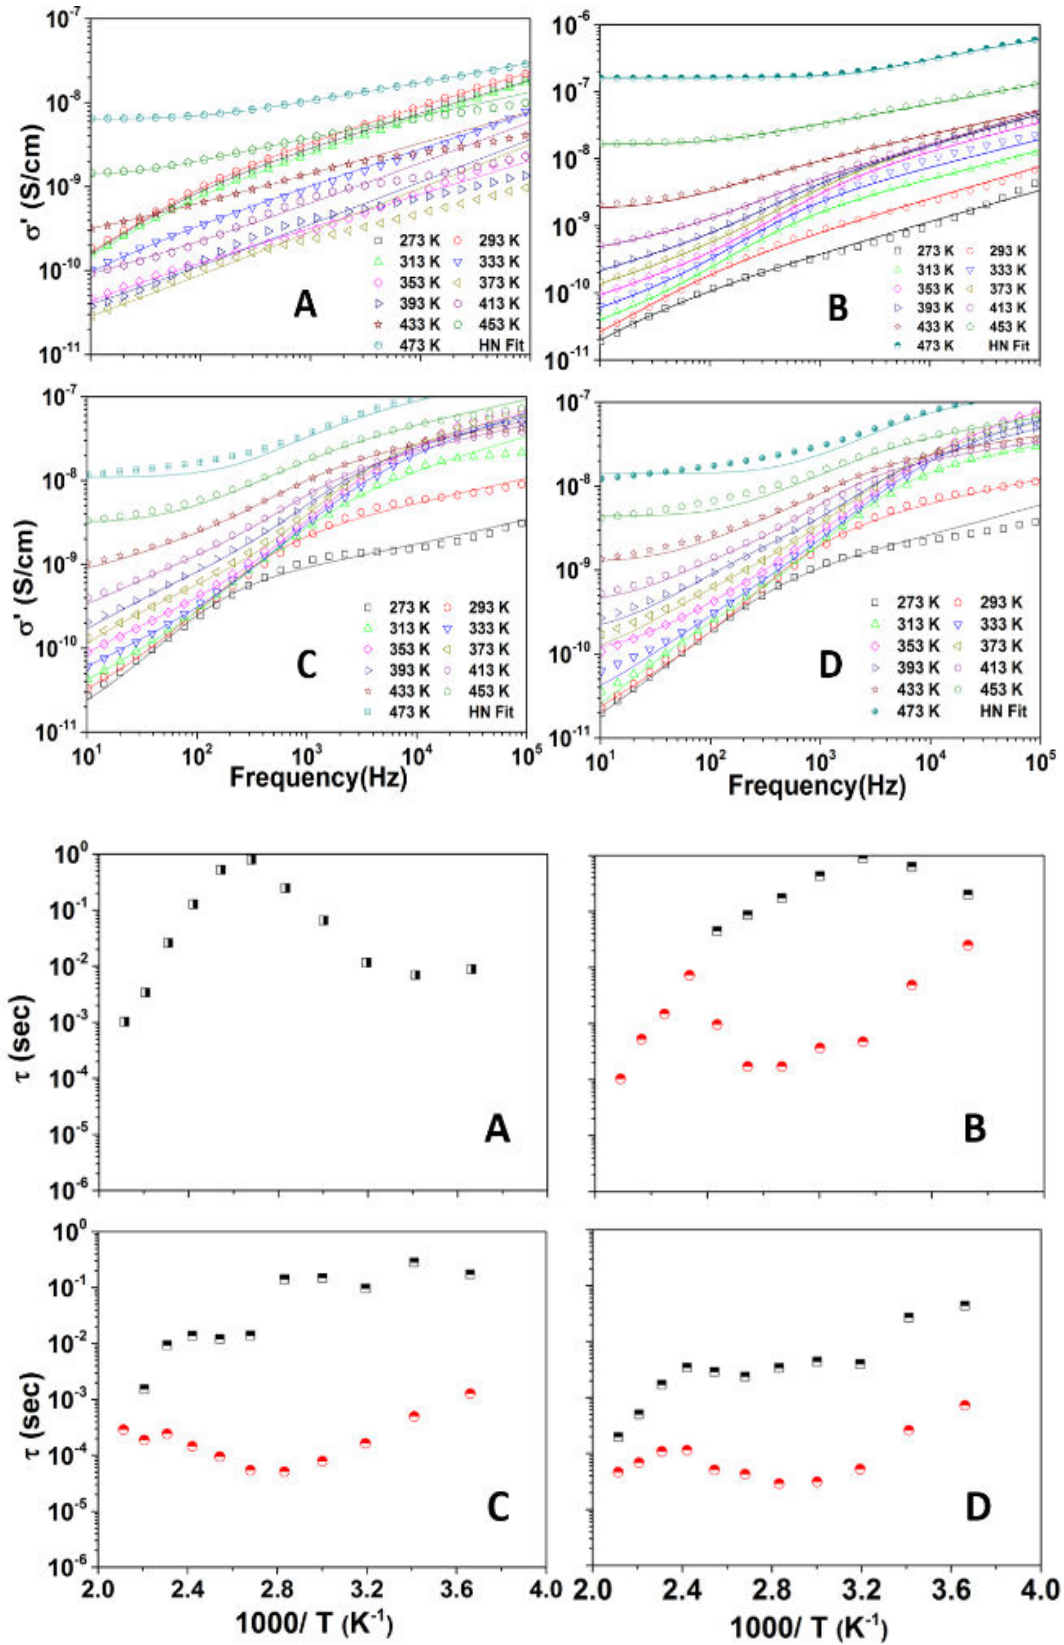 10⁻⁷
10⁻⁸
10⁻⁹
10⁻¹⁰
10⁻¹¹
σ' (S/cm)
273 K 293 K
313 K 333 K
353 K 373 K
393 K 413 K
433 K 453 K
473 K HN Fit
A
10⁻⁶
10⁻⁷
10⁻⁸
10⁻⁹
10⁻¹⁰
10⁻¹¹
273 K 293 K
313 K 333 K
353 K 373 K
393 K 413 K
433 K 453 K
473 K HN Fit
B
10⁻⁷
10⁻⁸
10⁻⁹
10⁻¹⁰
10⁻¹¹
σ' (S/cm)
273 K 293 K
313 K 333 K
353 K 373 K
393 K 413 K
433 K 453 K
473 K HN Fit
C
10¹ 10² 10³ 10⁴ 10⁵
Frequency(Hz)
10⁻⁷
10⁻⁸
10⁻⁹
10⁻¹⁰
10⁻¹¹
273 K 293 K
313 K 333 K
353 K 373 K
393 K 413 K
433 K 453 K
473 K HN Fit
D
10¹ 10² 10³ 10⁴ 10⁵
Frequency(Hz)
10⁰
10⁻¹
10⁻²
10⁻³
10⁻⁴
10⁻⁵
10⁻⁶
τ (sec)
A
B
10⁰
10⁻¹
10⁻²
10⁻³
10⁻⁴
10⁻⁵
10⁻⁶
τ (sec)
C
2.0 2.4 2.8 3.2 3.6 4.0
1000/ T (K⁻¹)
D
2.0 2.4 2.8 3.2 3.6 4.0
1000/ T (K⁻¹)